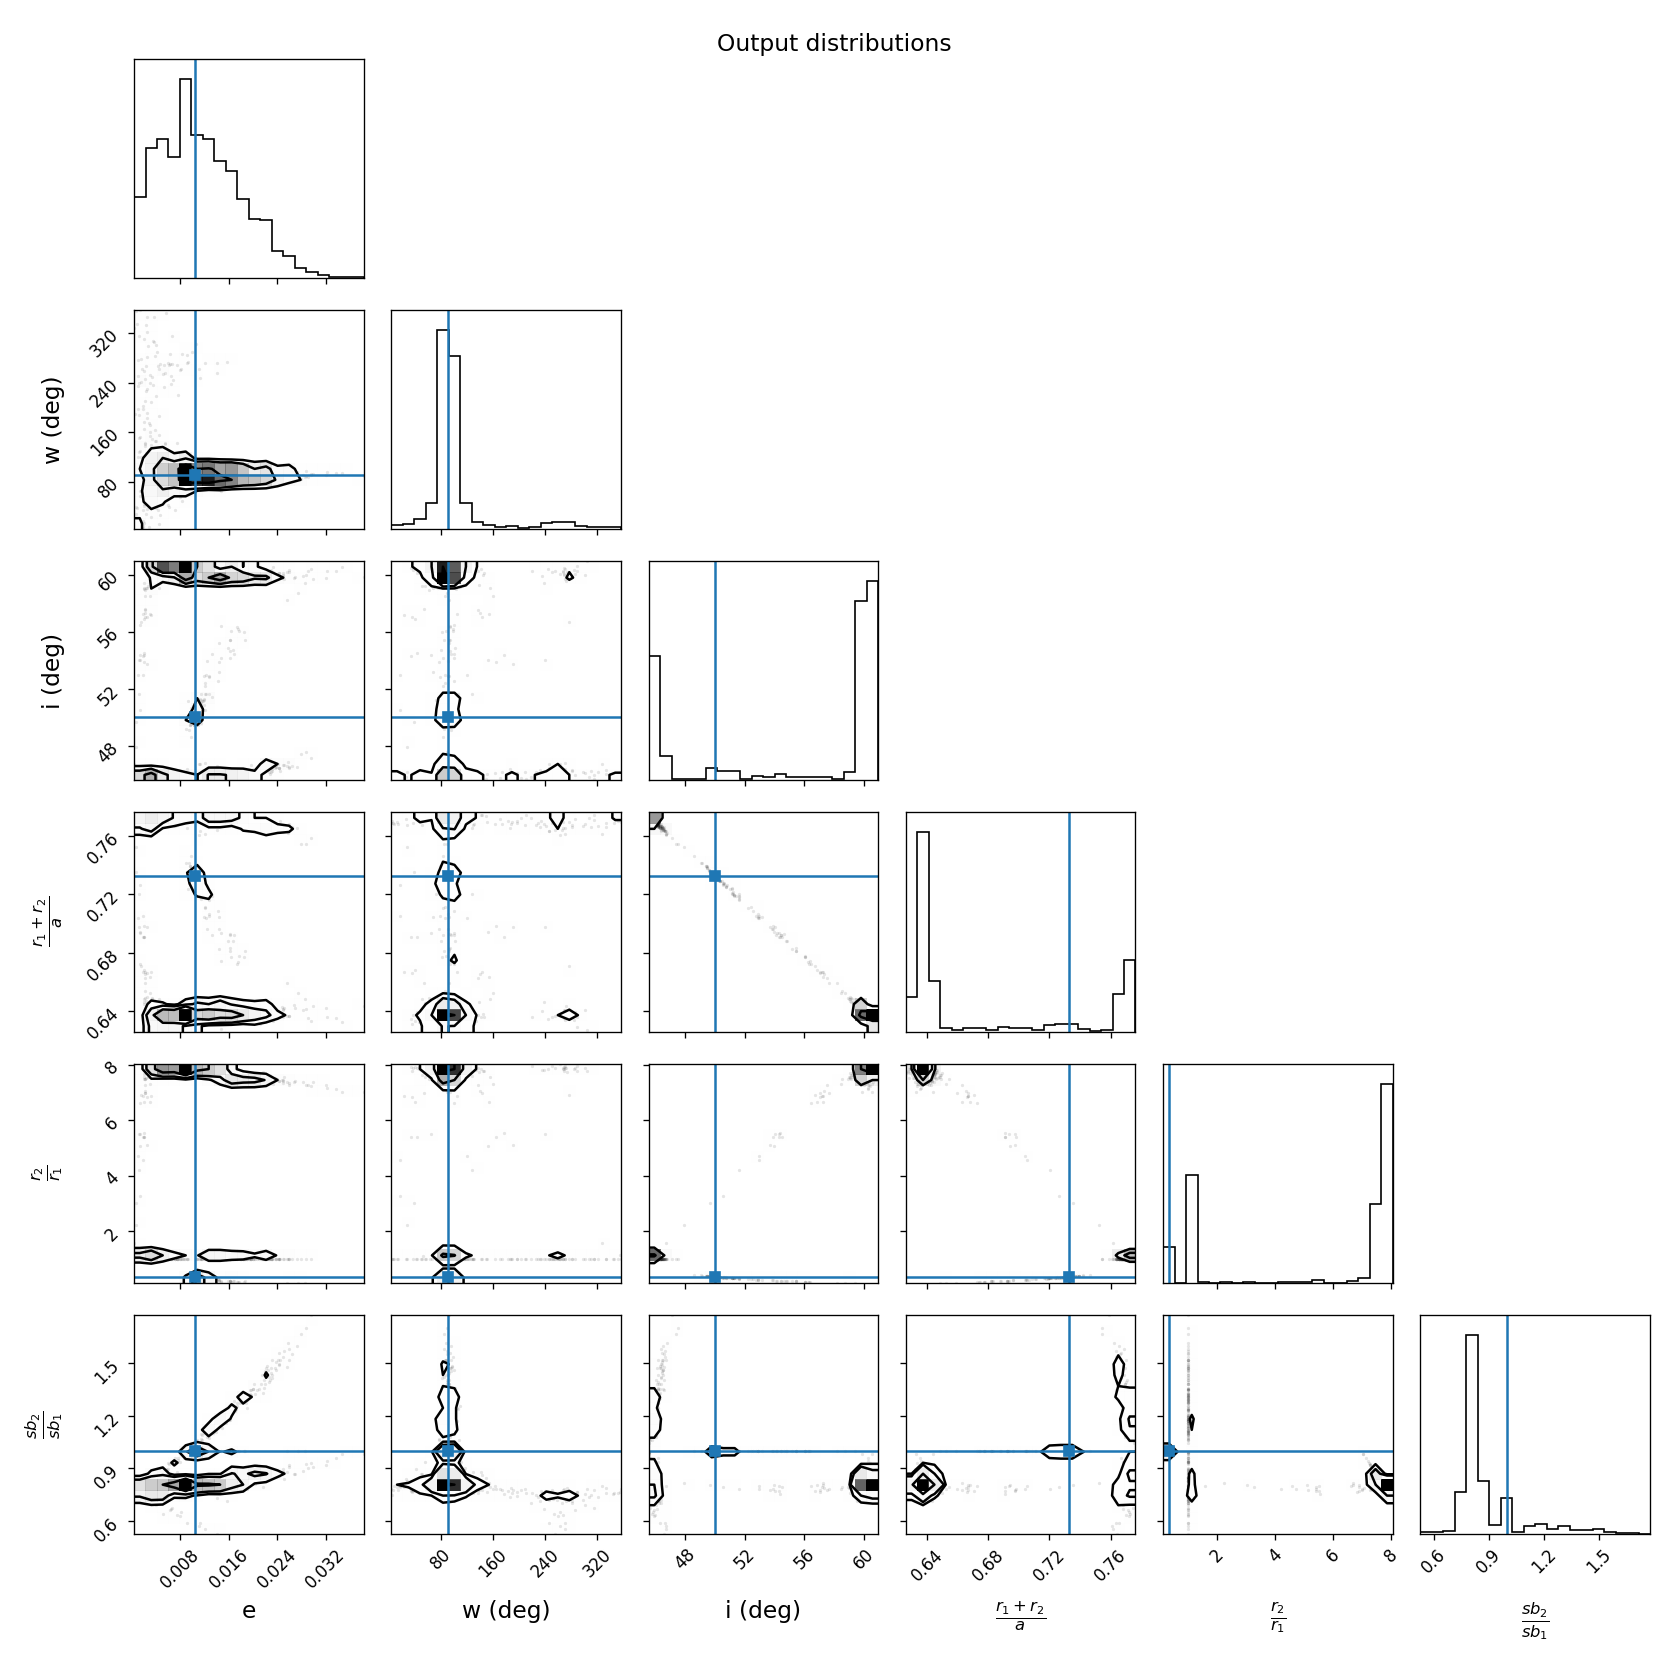 Output distributions
320
240
160
80
w (deg)
60
56
52
48
i (deg)
0.76
0.72
0.68
0.64
r₁ + r₂
a
8
6
4
2
r₂
r₁
1.5
1.2
0.9
0.6
sb₂
sb₁
0.008 0.016 0.024 0.032 80 160 240 320 48 52 56 60 0.64 0.68 0.72 0.76 2 4 6 8 0.6 0.9 1.2 1.5
e w (deg) i (deg)
r₁ + r₂
a
r₂
r₁
sb₂
sb₁